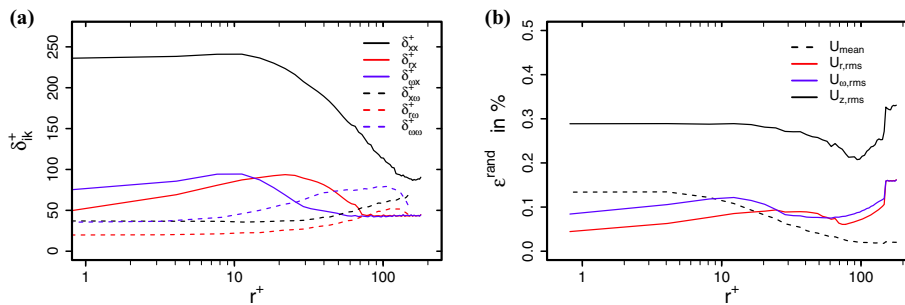 (a)
250
200
150
100
50
0
1
10
100
r⁺
δ⁺ᵢₖ
δ⁺ₓₓ
δ⁺ᵣₓ
δ⁺ωx
δ⁺xω
δ⁺rω
δ⁺ωω
(b)
0.5
0.4
0.3
0.2
0.1
0.0
1
10
100
r⁺
εʳᵃⁿᵈ in %
Umean
Ur,rms
Uω,rms
Uz,rms